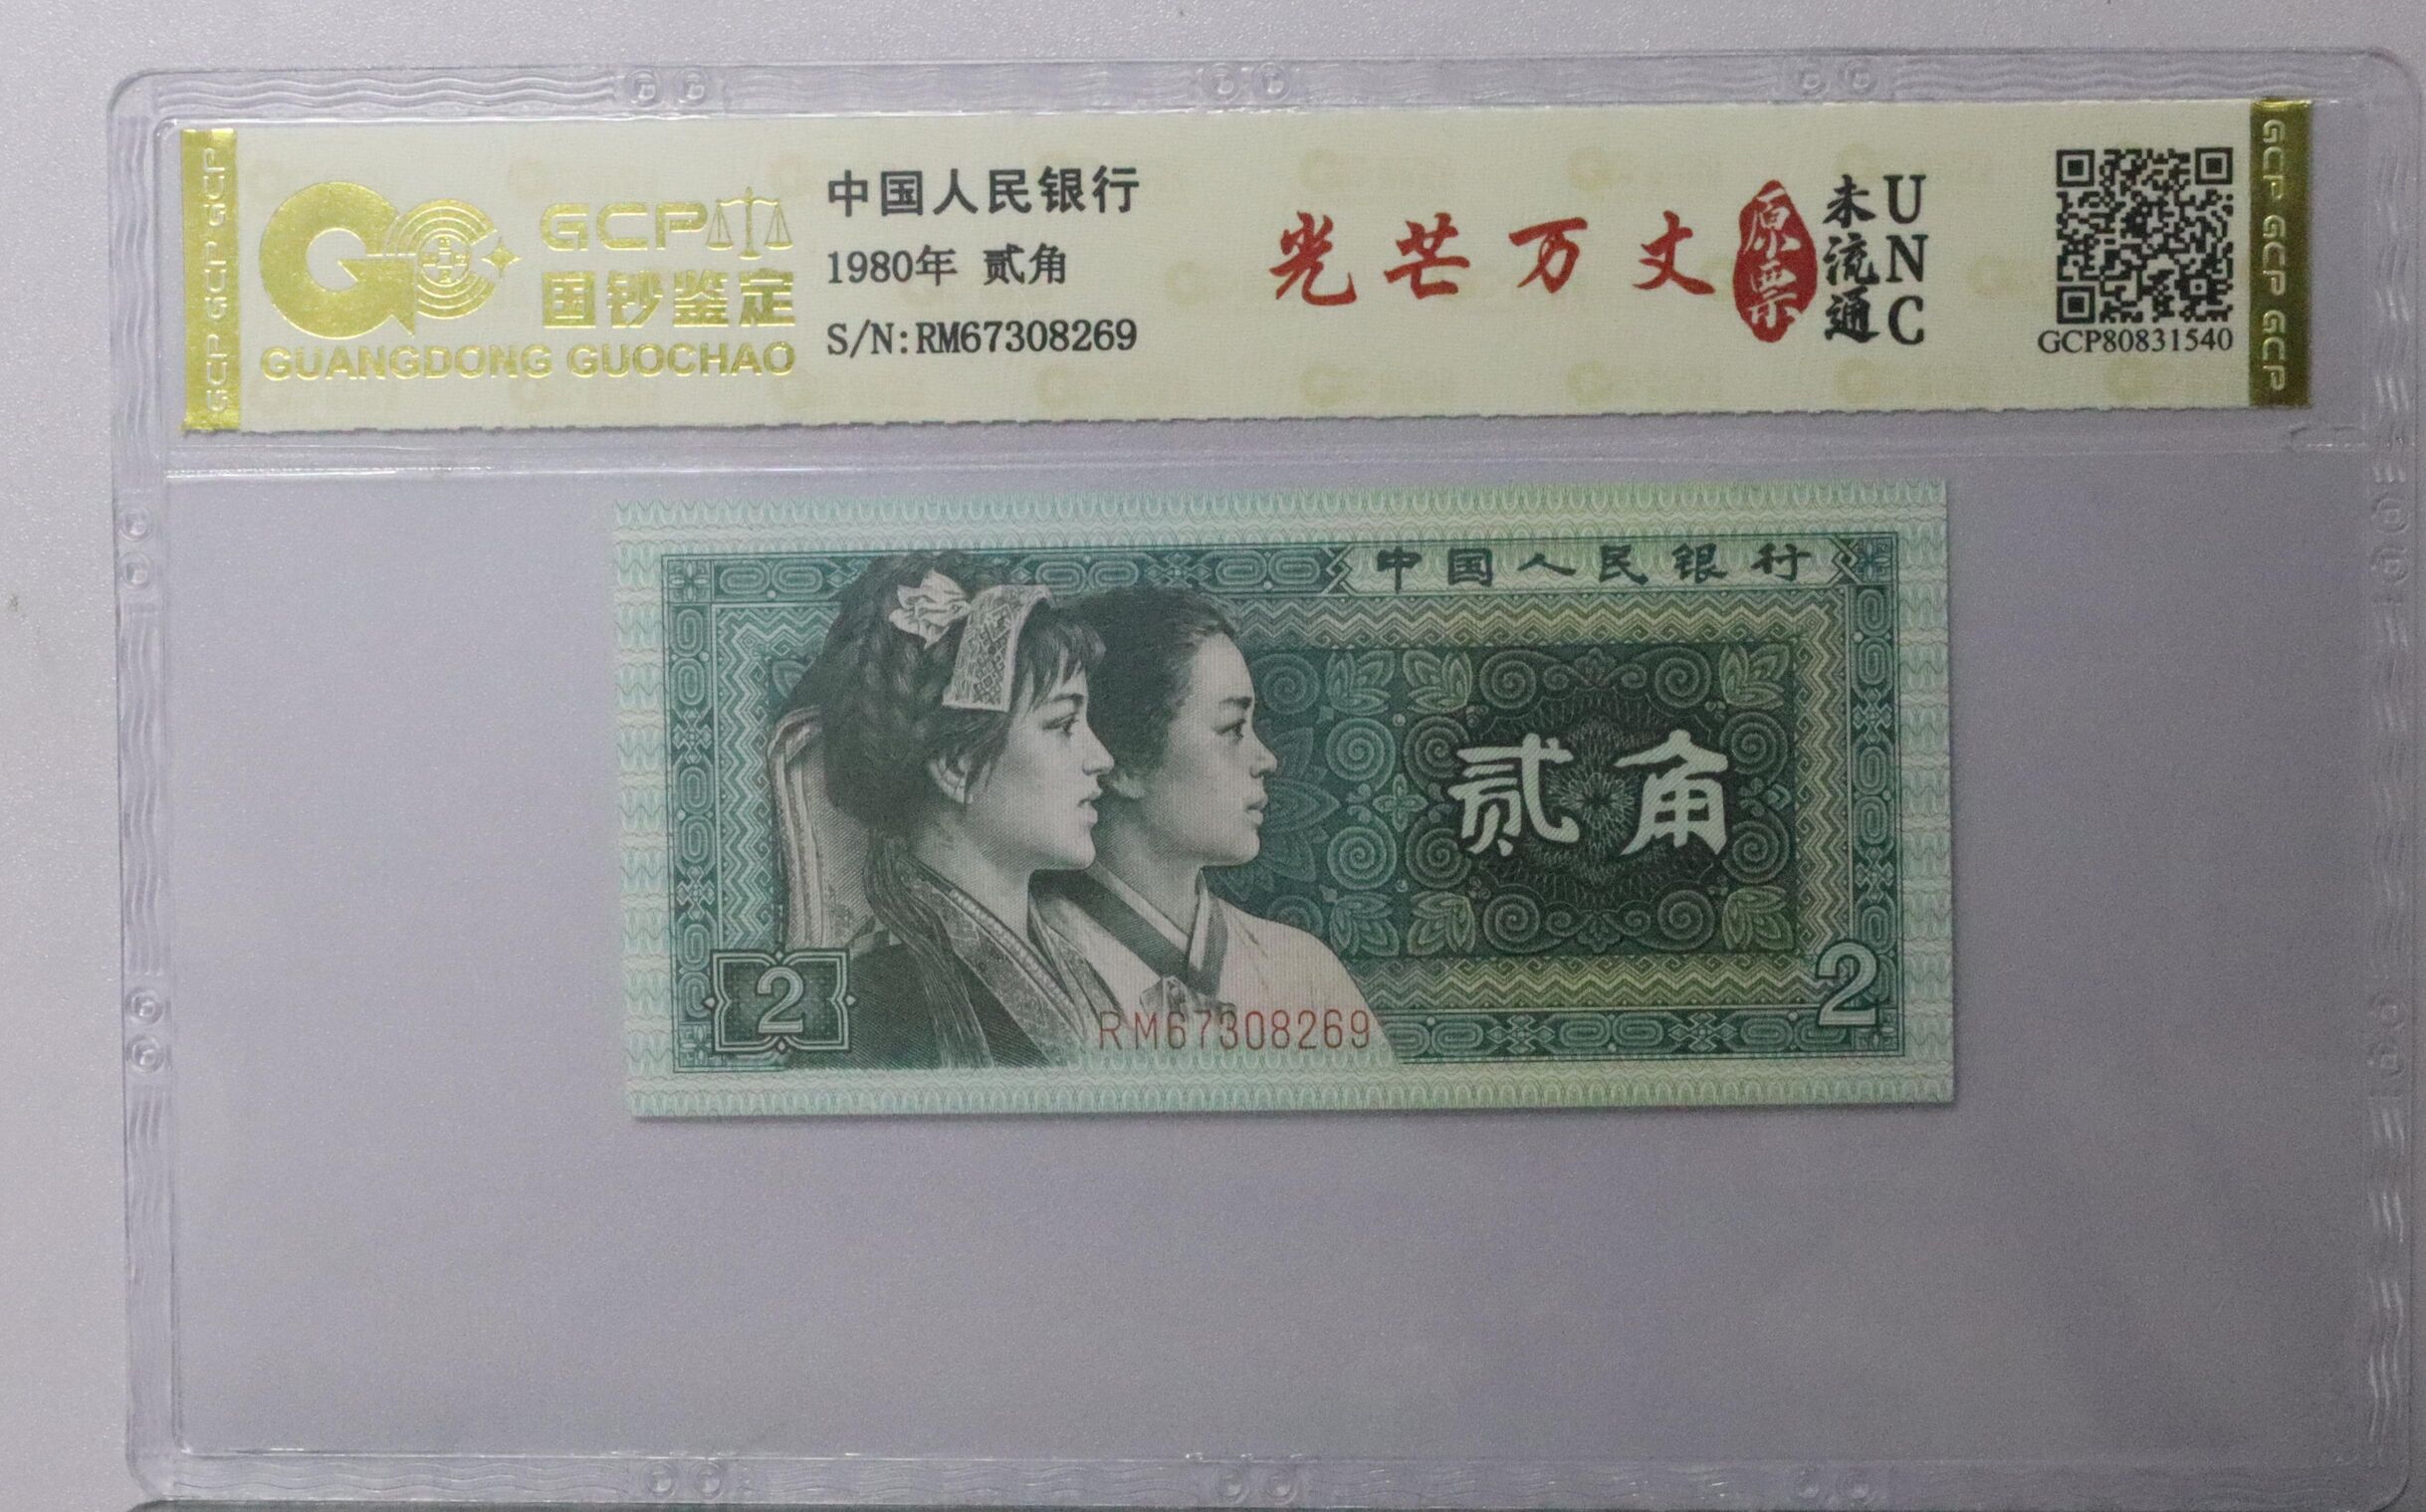 GCP GCP GCP
GCP
国钞鉴定
GUANGDONG GUOCHAO
中国人民银行
1980年 贰角
S/N:RM67308269
光芒万丈
原票
未流通
UNC
GCP80831540
GCP GCP GCP GCP
中国人民银行
贰角
2
RM67308269
2